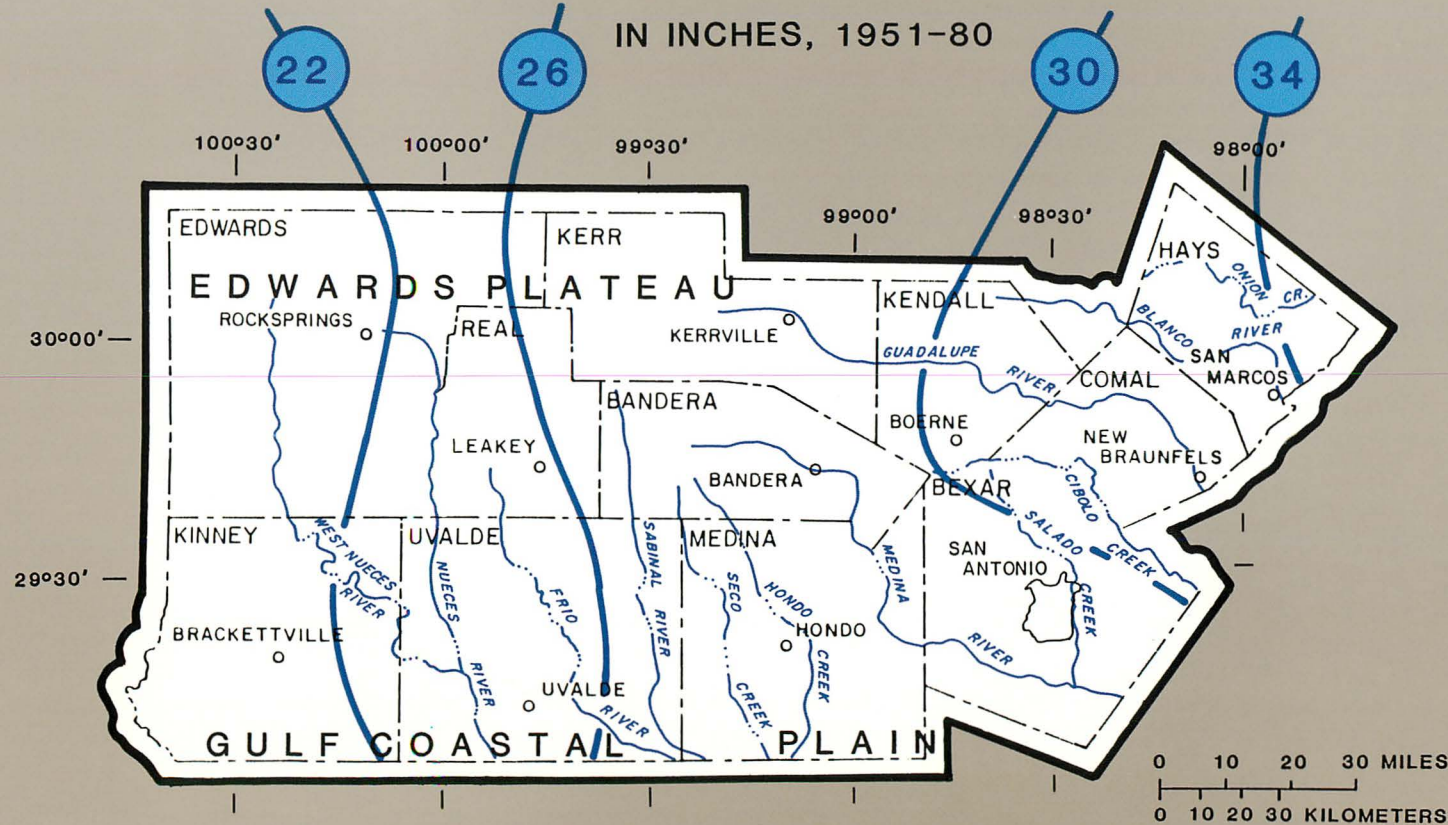 IN INCHES, 1951-80
22
26
30
34
100°30'
100°00'
99°30'
99°00'
98°30'
98°00'
30°00'
29°30'
EDWARDS
KERR
HAYS
EDWARDS PLATEAU
ONION
CR.
KENDALL
ROCKSPRINGS
REAL
KERRVILLE
BLANCO
RIVER
GUADALUPE
RIVER
SAN
MARCOS
COMAL
BANDERA
BOERNE
LEAKEY
NEW
BRAUNFELS
BANDERA
BEXAR
CIBOLO
CREEK
SALADO
CREEK
KINNEY
WEST NUECES
RIVER
UVALDE
NUECES
RIVER
FRIO
RIVER
SABINAL
RIVER
MEDINA
SECO
CREEK
HONDO
CREEK
MEDINA
RIVER
SAN
ANTONIO
BRACKETTVILLE
HONDO
UVALDE
GULF COASTAL PLAIN
0 10 20 30 MILES
0 10 20 30 KILOMETERS